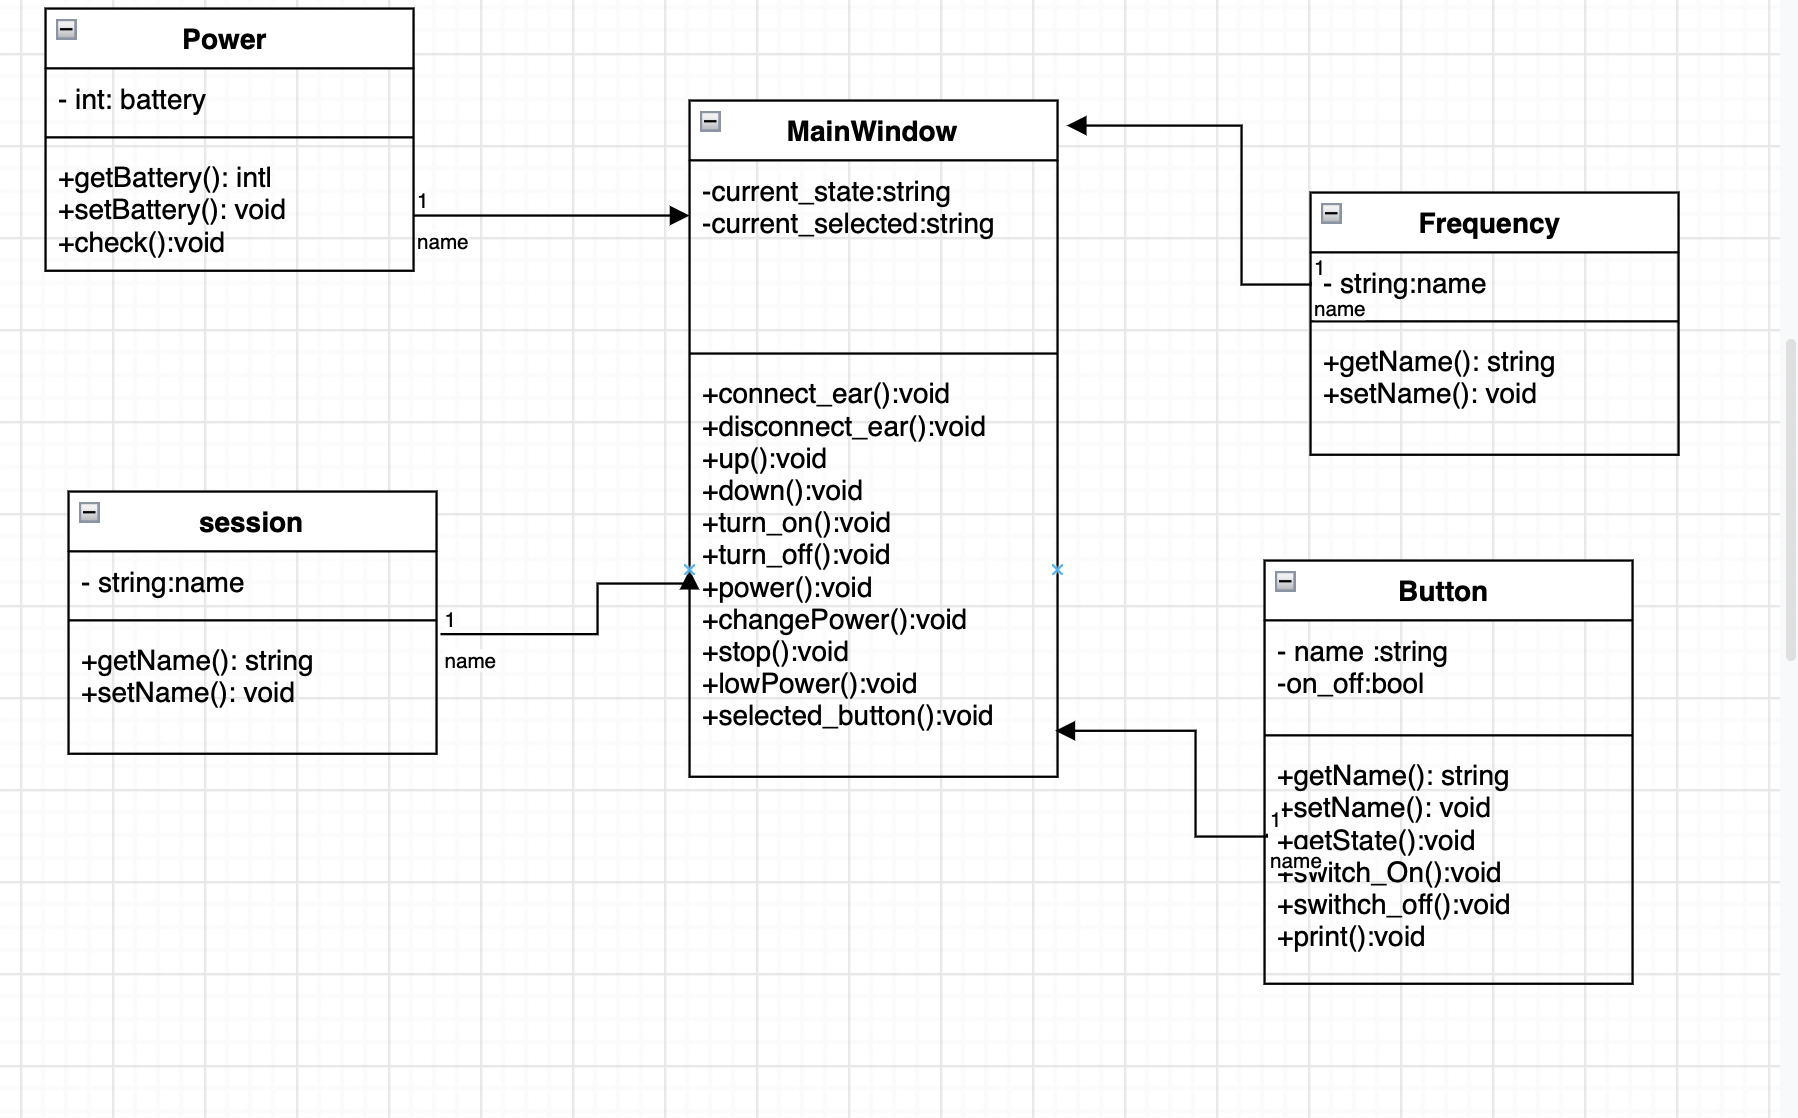 Power
- int: battery
+getBattery(): intl
+setBattery(): void
+check():void
1
name
MainWindow
-current_state:string
-current_selected:string
+connect_ear():void
+disconnect_ear():void
+up():void
+down():void
+turn_on():void
+turn_off():void
+power():void
+changePower():void
+stop():void
+lowPower():void
+selected_button():void
Frequency
1
- string:name
name
+getName(): string
+setName(): void
session
- string:name
+getName(): string
+setName(): void
1
name
Button
- name :string
-on_off:bool
+getName(): string
+setName(): void
1
+getState():void
name
+switch_On():void
+swithch_off():void
+print():void